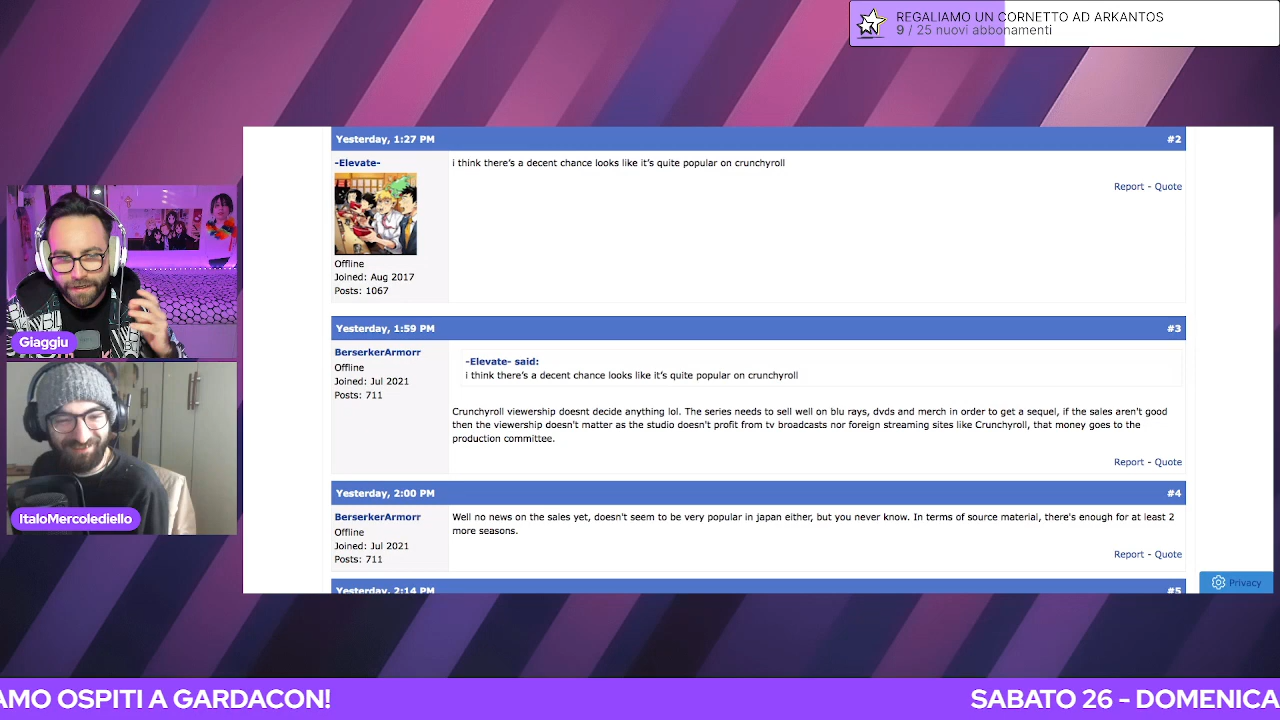 REGALIAMO UN CORNETTO AD ARKANTOS
9 / 25 nuovi abbonamenti
Yesterday, 1:27 PM #2
-Elevate-
i think there's a decent chance looks like it's quite popular on crunchyroll
Report - Quote
Offline
Joined: Aug 2017
Posts: 1067
Yesterday, 1:59 PM #3
BerserkerArmorr
Offline
Joined: Jul 2021
Posts: 711
-Elevate- said:
i think there's a decent chance looks like it's quite popular on crunchyroll
Crunchyroll viewership doesnt decide anything lol. The series needs to sell well on blu rays, dvds and merch in order to get a sequel, if the sales aren't good
then the viewership doesn't matter as the studio doesn't profit from tv broadcasts nor foreign streaming sites like Crunchyroll, that money goes to the
production committee.
Report - Quote
Yesterday, 2:00 PM #4
BerserkerArmorr
Offline
Joined: Jul 2021
Posts: 711
Well no news on the sales yet, doesn't seem to be very popular in japan either, but you never know. In terms of source material, there's enough for at least 2
more seasons.
Report - Quote
Yesterday, 2:14 PM #5
Privacy
Giaggiu
ItaloMercolediello
AMO OSPITI A GARDACON! SABATO 26 - DOMENICA